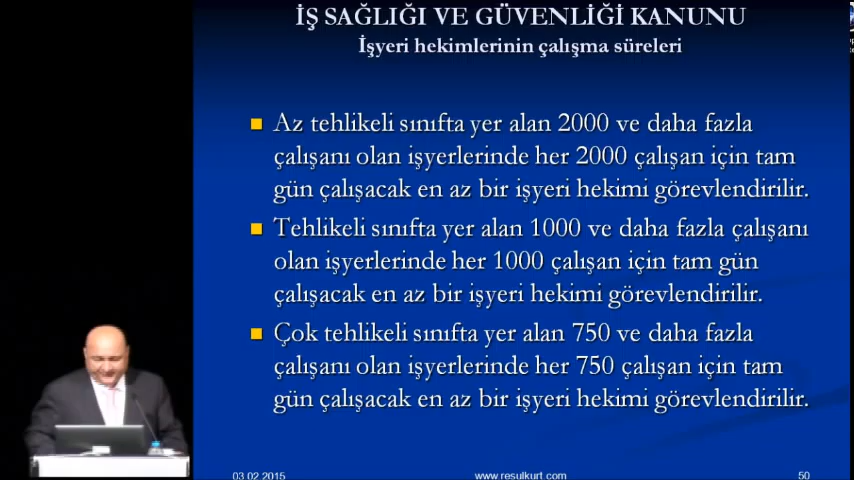 İŞ SAĞLIĞI VE GÜVENLİĞİ KANUNU
İşyeri hekimlerinin çalışma süreleri
Az tehlikeli sınıfta yer alan 2000 ve daha fazla
çalışanı olan işyerlerinde her 2000 çalışan için tam
gün çalışacak en az bir işyeri hekimi görevlendirilir.
Tehlikeli sınıfta yer alan 1000 ve daha fazla çalışanı
olan işyerlerinde her 1000 çalışan için tam gün
çalışacak en az bir işyeri hekimi görevlendirilir.
Çok tehlikeli sınıfta yer alan 750 ve daha fazla
çalışanı olan işyerlerinde her 750 çalışan için tam
gün çalışacak en az bir işyeri hekimi görevlendirilir.
03.02.2015 www.resulkurt.com 50